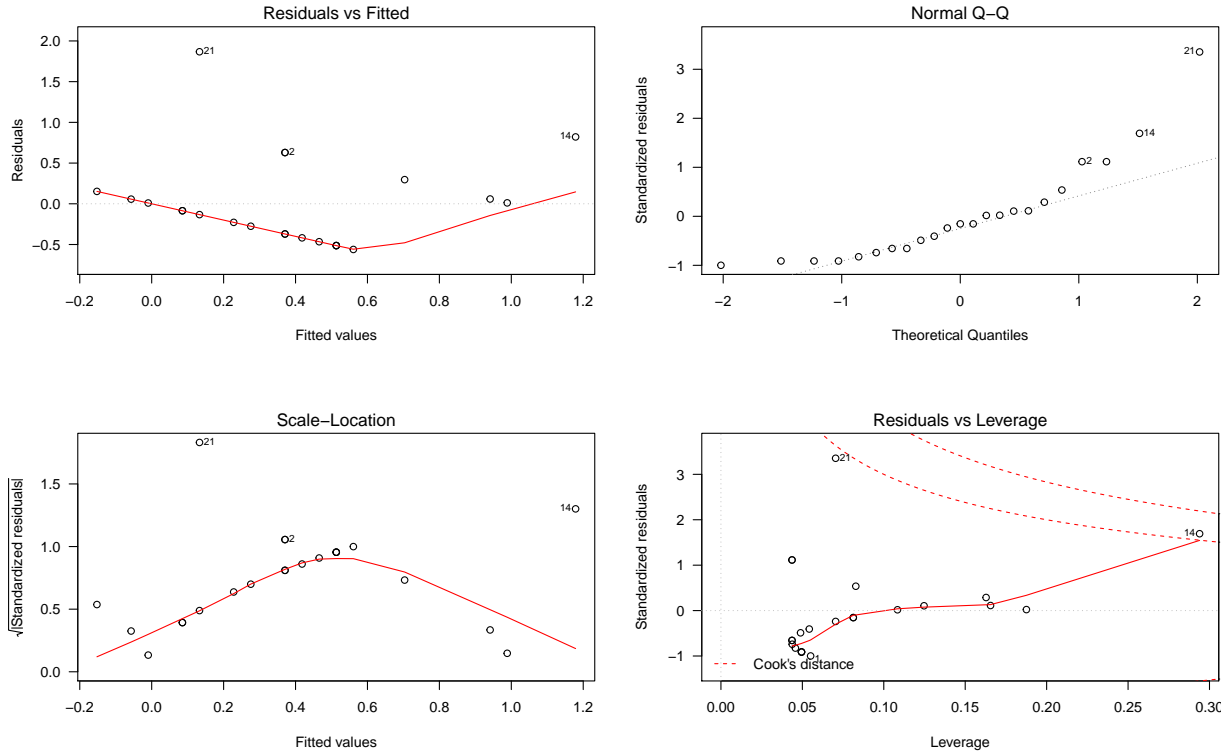 Residuals vs Fitted
Residuals
2.0
1.5
1.0
0.5
0.0
−0.5
21
14
2
−0.2 0.0 0.2 0.4 0.6 0.8 1.0 1.2
Fitted values
Normal Q−Q
Standardized residuals
3
2
1
0
−1
21
14
2
−2 −1 0 1 2
Theoretical Quantiles
Scale−Location
√|Standardized residuals|
1.5
1.0
0.5
0.0
21
14
2
−0.2 0.0 0.2 0.4 0.6 0.8 1.0 1.2
Fitted values
Residuals vs Leverage
Standardized residuals
3
2
1
0
−1
21
14
1
Cook's distance
0.00 0.05 0.10 0.15 0.20 0.25 0.30
Leverage